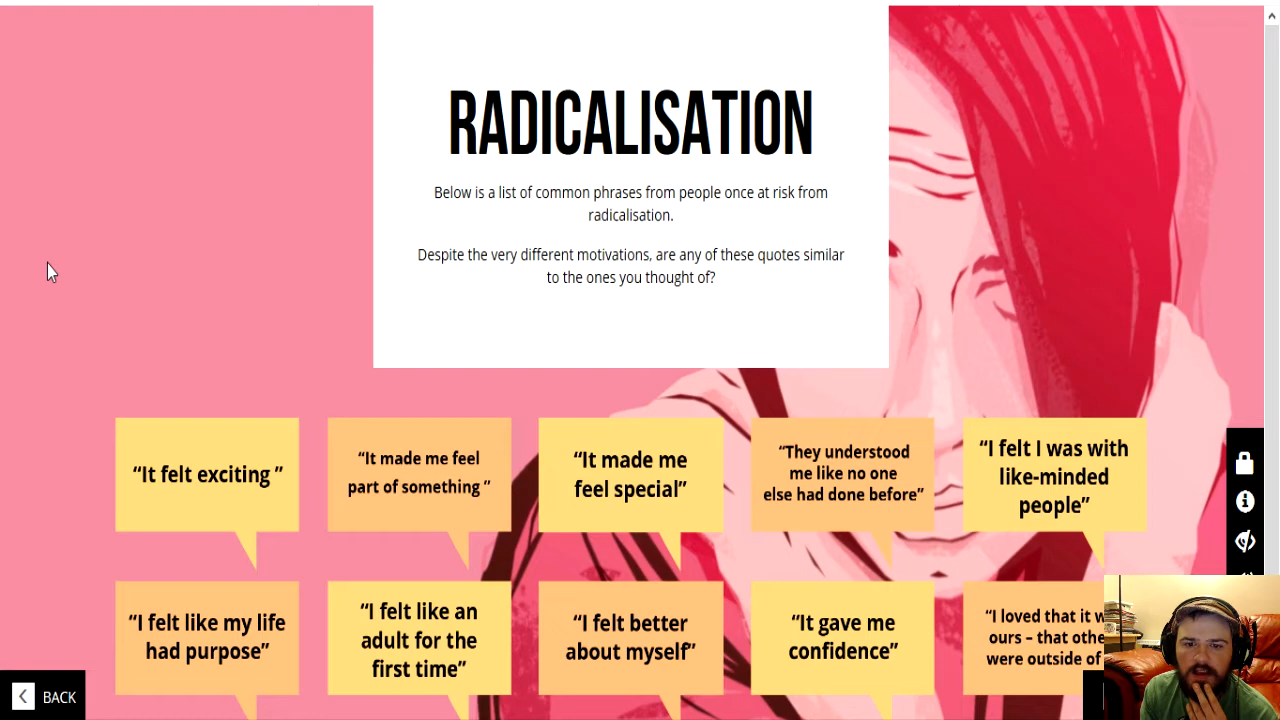 RADICALISATION
Below is a list of common phrases from people once at risk from
radicalisation.
Despite the very different motivations, are any of these quotes similar
to the ones you thought of?
“It felt exciting ”
“It made me feel
part of something ”
“It made me
feel special”
“They understood
me like no one
else had done before”
“I felt I was with
like-minded
people”
“I felt like my life
had purpose”
“I felt like an
adult for the
first time”
“I felt better
about myself”
“It gave me
confidence”
“I loved that it
ours – that
were outside of
BACK